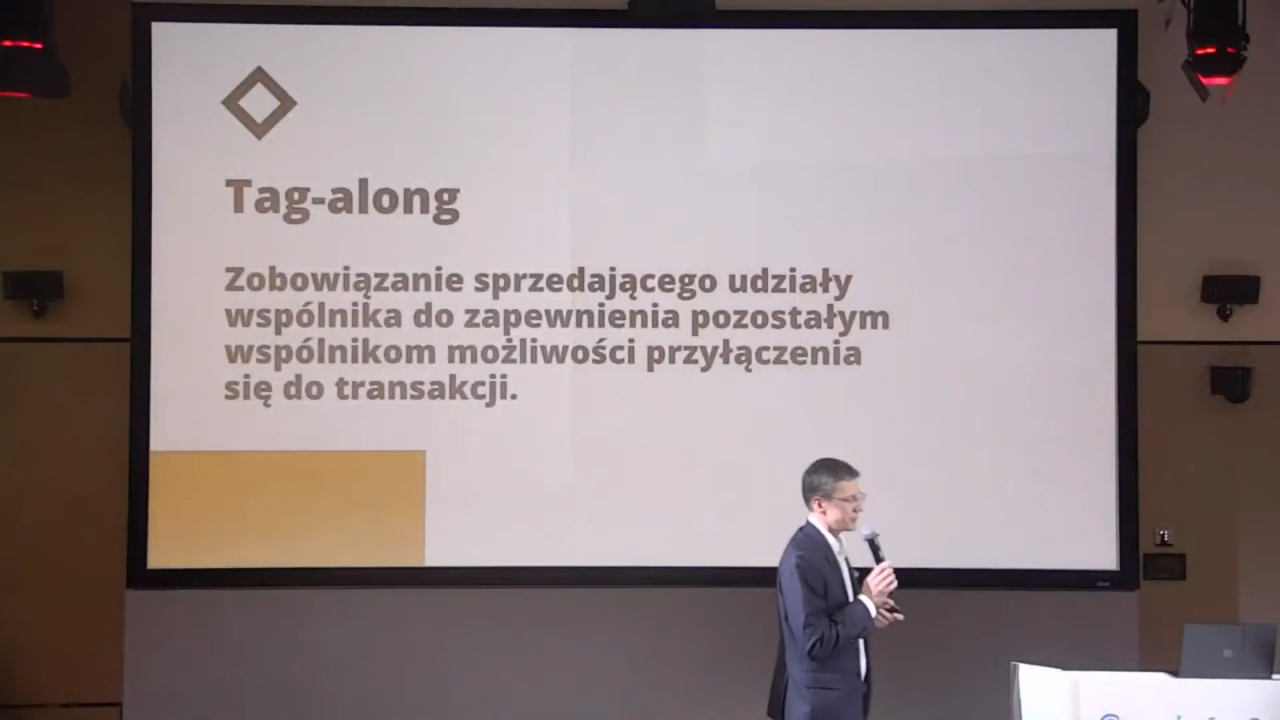 Tag-along
Zobowiązanie sprzedającego udziały
wspólnika do zapewnienia pozostałym
wspólnikom możliwości przyłączenia
się do transakcji.